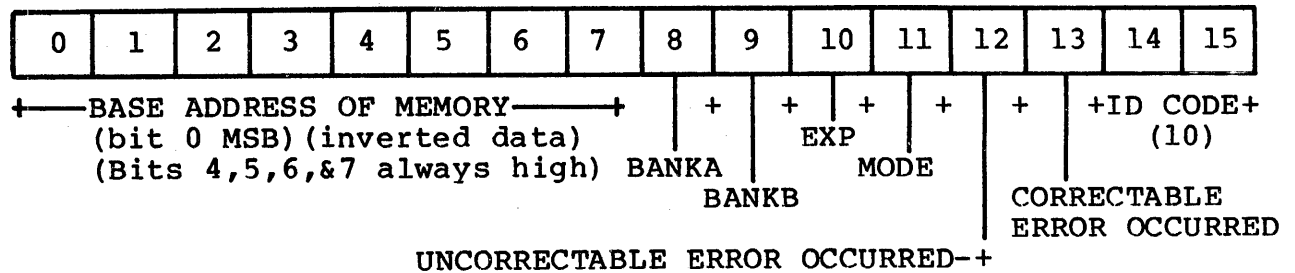 0 1 2 3 4 5 6 7 8 9 10 11 12 13 14 15
+——BASE ADDRESS OF MEMORY——+ + + + + + +ID CODE+
(bit 0 MSB)(inverted data) EXP (10)
(Bits 4,5,6,&7 always high) BANKA MODE
BANKB CORRECTABLE
ERROR OCCURRED
UNCORRECTABLE ERROR OCCURRED-+